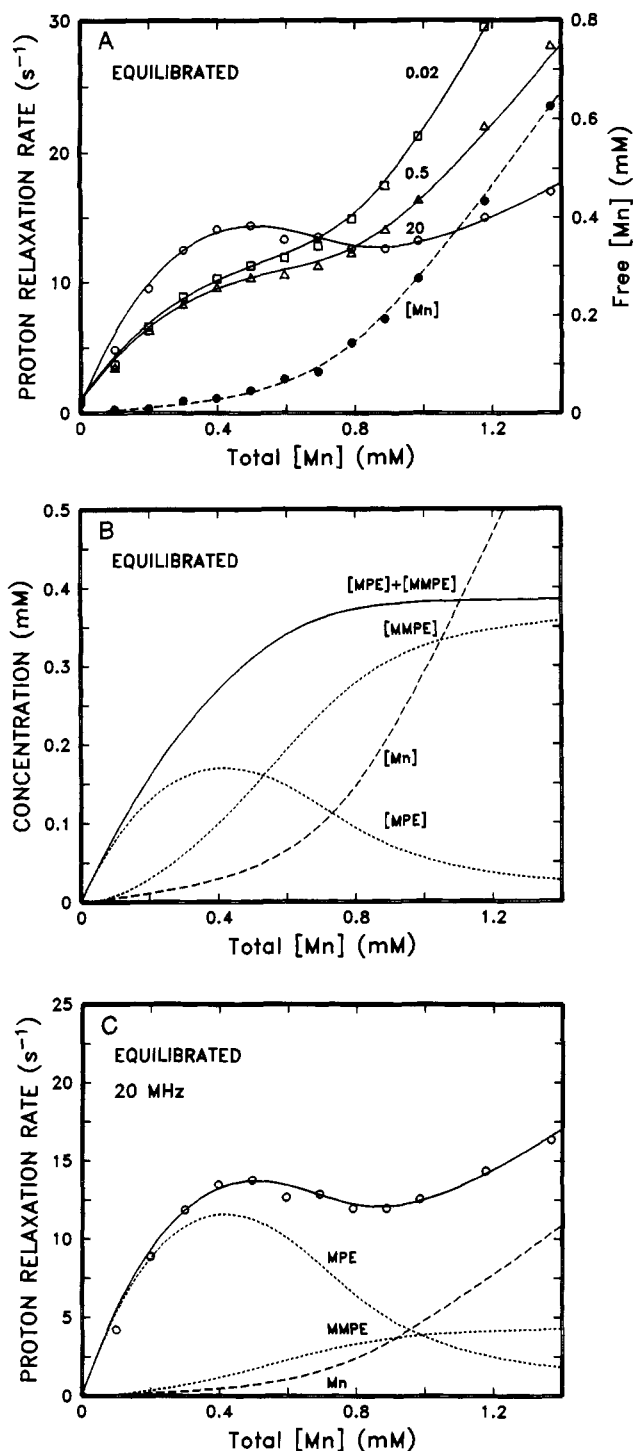 A
EQUILIBRATED
PROTON RELAXATION RATE (s⁻¹)
30
20
10
0
0.02
0.5
20
[Mn]
0.8
0.6
0.4
0.2
0
Free [Mn] (mM)
0
0.4
0.8
1.2
Total [Mn] (mM)
B
EQUILIBRATED
CONCENTRATION (mM)
0.5
0.4
0.3
0.2
0.1
0
[MPE]+[MMPE]
[MMPE]
[Mn]
[MPE]
0
0.4
0.8
1.2
Total [Mn] (mM)
C
EQUILIBRATED
20 MHz
PROTON RELAXATION RATE (s⁻¹)
25
20
15
10
5
0
MPE
MMPE
Mn
0
0.4
0.8
1.2
Total [Mn] (mM)